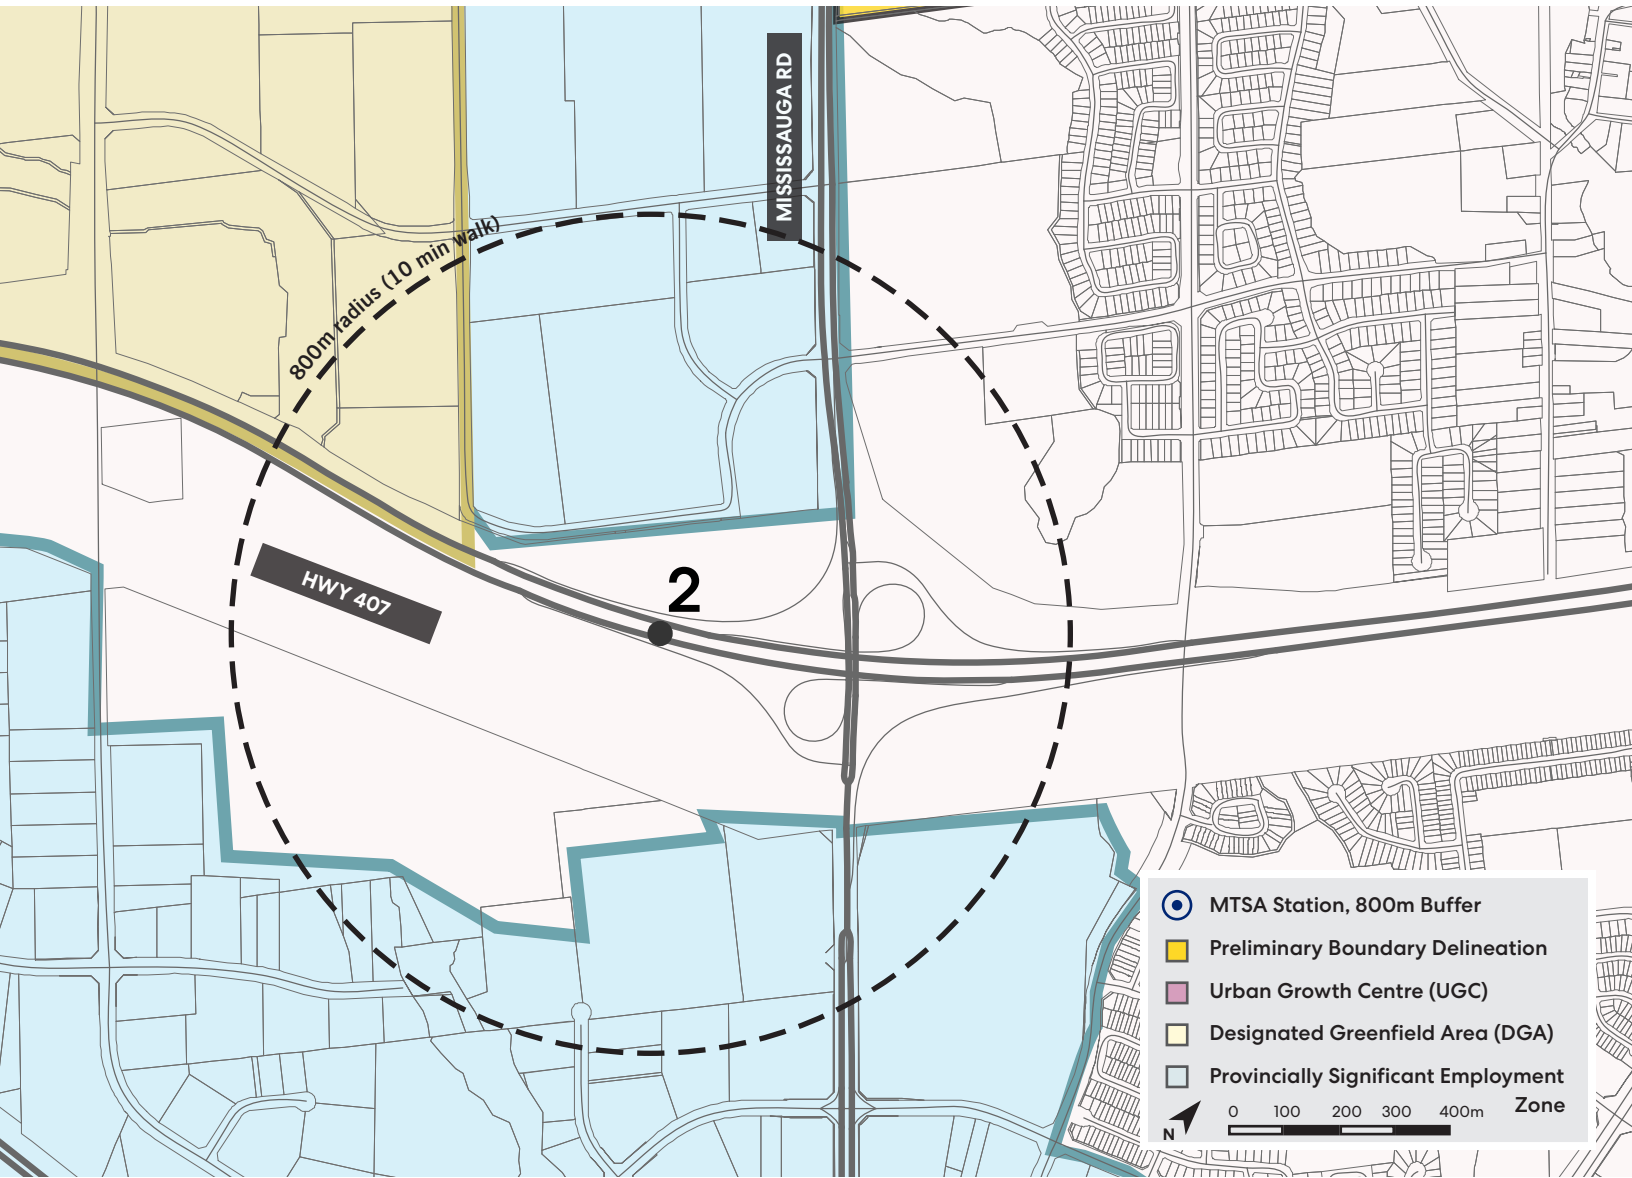 MISSISSAUGA RD
800m radius (10 min walk)
HWY 407
2
MTSA Station, 800m Buffer
Preliminary Boundary Delineation
Urban Growth Centre (UGC)
Designated Greenfield Area (DGA)
Provincially Significant Employment
Zone
N
0 100 200 300 400m